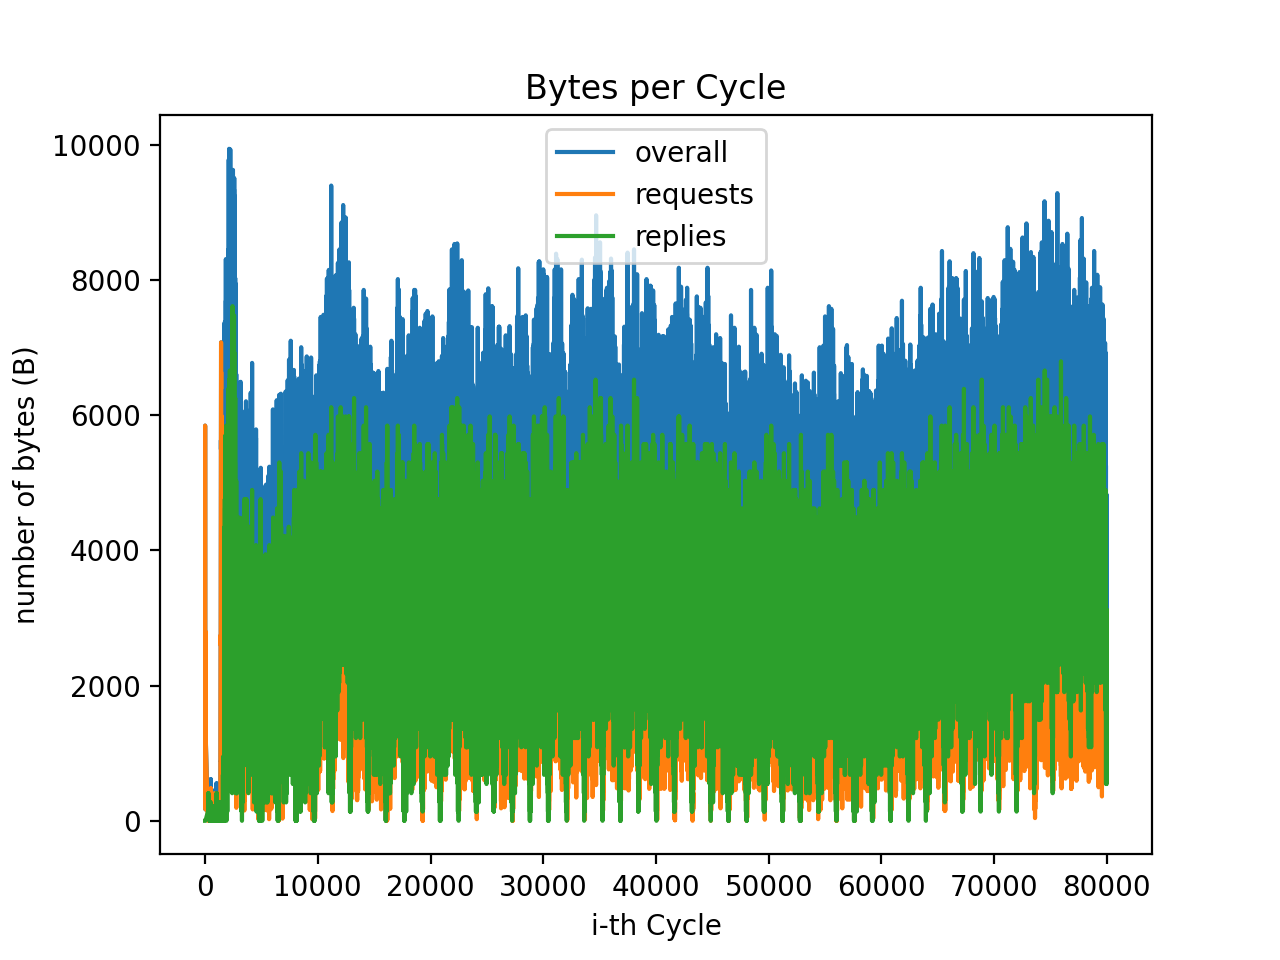 Bytes per Cycle
overall
requests
replies
number of bytes (B)
10000
8000
6000
4000
2000
0
0 10000 20000 30000 40000 50000 60000 70000 80000
i-th Cycle